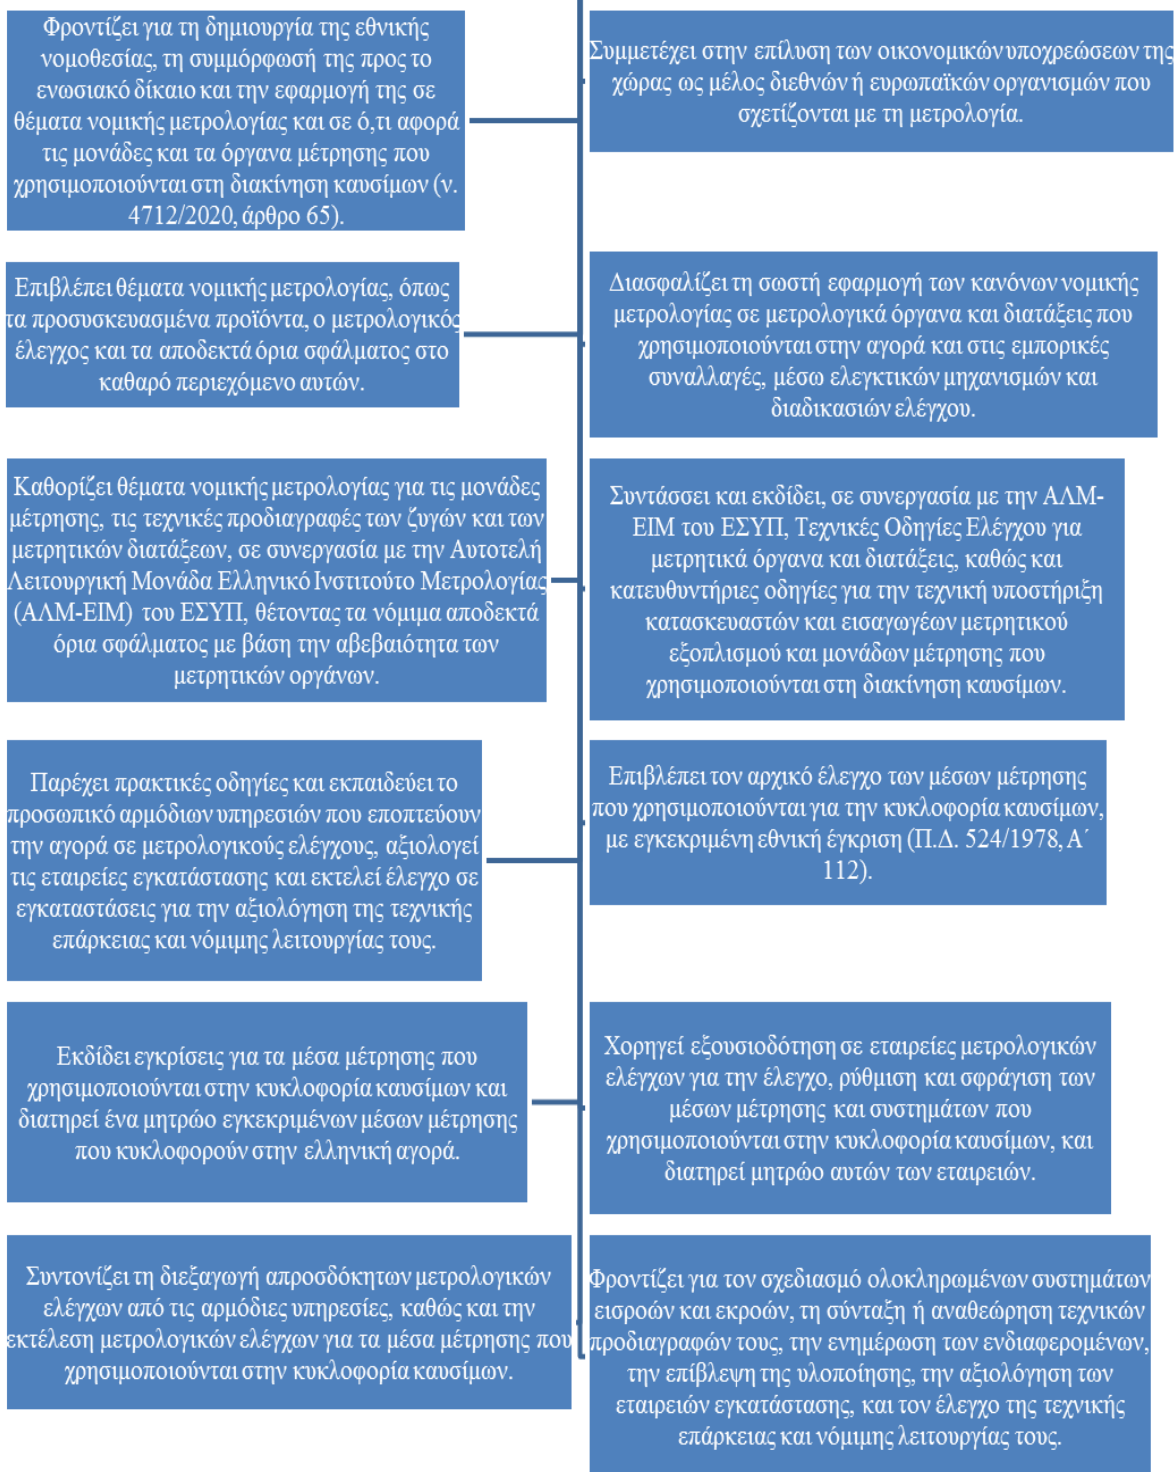 Φροντίζει για τη δημιουργία της εθνικής
νομοθεσίας, τη συμμόρφωσή της προς το
ενωσιακό δίκαιο και την εφαρμογή της σε
θέματα νομικής μετρολογίας και σε ό,τι αφορά
τις μονάδες και τα όργανα μέτρησης που
χρησιμοποιούνται στη διακίνηση καυσίμων (ν.
4712/2020, άρθρο 65).
Συμμετέχει στην επίλυση των οικονομικών υποχρεώσεων της
χώρας ως μέλος διεθνών ή ευρωπαϊκών οργανισμών που
σχετίζονται με τη μετρολογία.
Επιβλέπει θέματα νομικής μετρολογίας, όπως
τα προσυσκευασμένα προϊόντα, ο μετρολογικός
έλεγχος και τα αποδεκτά όρια σφάλματος στο
καθαρό περιεχόμενο αυτών.
Διασφαλίζει τη σωστή εφαρμογή των κανόνων νομικής
μετρολογίας σε μετρολογικά όργανα και διατάξεις που
χρησιμοποιούνται στην αγορά και στις εμπορικές
συναλλαγές, μέσω ελεγκτικών μηχανισμών και
διαδικασιών ελέγχου.
Καθορίζει θέματα νομικής μετρολογίας για τις μονάδες
μέτρησης, τις τεχνικές προδιαγραφές των ζυγών και των
μετρητικών διατάξεων, σε συνεργασία με την Αυτοτελή
Λειτουργική Μονάδα Ελληνικό Ινστιτούτο Μετρολογίας
(ΑΛΜ-ΕΙΜ) του ΕΣΥΠ, θέτοντας τα νόμιμα αποδεκτά
όρια σφάλματος με βάση την αβεβαιότητα των
μετρητικών οργάνων.
Συντάσσει και εκδίδει, σε συνεργασία με την ΑΛΜ-
ΕΙΜ του ΕΣΥΠ, Τεχνικές Οδηγίες Ελέγχου για
μετρητικά όργανα και διατάξεις, καθώς και
κατευθυντήριες οδηγίες για την τεχνική υποστήριξη
κατασκευαστών και εισαγωγέων μετρητικού
εξοπλισμού και μονάδων μέτρησης που
χρησιμοποιούνται στη διακίνηση καυσίμων.
Παρέχει πρακτικές οδηγίες και εκπαιδεύει το
προσωπικό αρμόδιων υπηρεσιών που εποπτεύουν
την αγορά σε μετρολογικούς ελέγχους, αξιολογεί
τις εταιρείες εγκατάστασης και εκτελεί έλεγχο σε
εγκαταστάσεις για την αξιολόγηση της τεχνικής
επάρκειας και νόμιμης λειτουργίας τους.
Επιβλέπει τον αρχικό έλεγχο των μέσων μέτρησης
που χρησιμοποιούνται για την κυκλοφορία καυσίμων,
με εγκεκριμένη εθνική έγκριση (Π.Δ. 524/1978, Α΄
112).
Εκδίδει εγκρίσεις για τα μέσα μέτρησης που
χρησιμοποιούνται στην κυκλοφορία καυσίμων και
διατηρεί ένα μητρώο εγκεκριμένων μέσων μέτρησης
που κυκλοφορούν στην ελληνική αγορά.
Χορηγεί εξουσιοδότηση σε εταιρείες μετρολογικών
ελέγχων για την έλεγχο, ρύθμιση και σφράγιση των
μέσων μέτρησης και συστημάτων που
χρησιμοποιούνται στην κυκλοφορία καυσίμων, και
διατηρεί μητρώο αυτών των εταιρειών.
Συντονίζει τη διεξαγωγή απροσδόκητων μετρολογικών
ελέγχων από τις αρμόδιες υπηρεσίες, καθώς και την
εκτέλεση μετρολογικών ελέγχων για τα μέσα μέτρησης που
χρησιμοποιούνται στην κυκλοφορία καυσίμων.
Φροντίζει για τον σχεδιασμό ολοκληρωμένων συστημάτων
εισροών και εκροών, τη σύνταξη ή αναθεώρηση τεχνικών
προδιαγραφών τους, την ενημέρωση των ενδιαφερομένων,
την επίβλεψη της υλοποίησης, την αξιολόγηση των
εταιρειών εγκατάστασης, και τον έλεγχο της τεχνικής
επάρκειας και νόμιμης λειτουργίας τους.